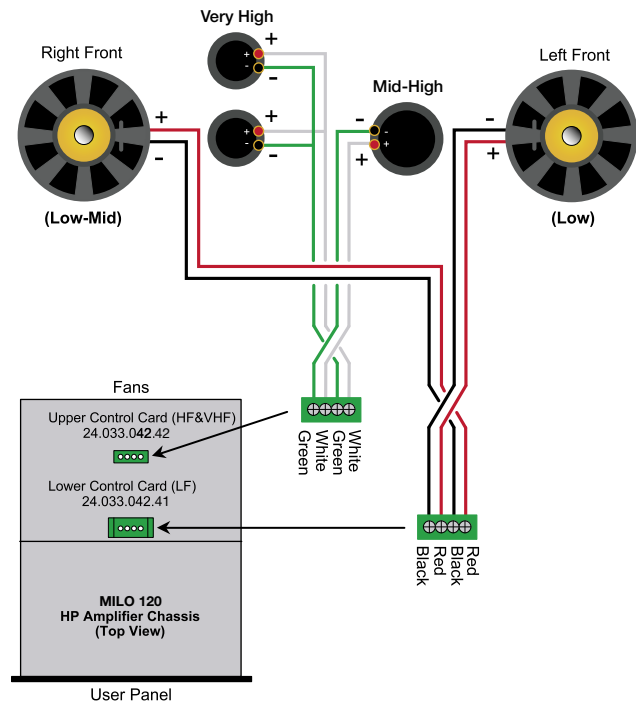 Very High
+
+
-
-
Right Front
Left Front
Mid-High
+
-
+
+
-
-
-
-
+
+
-
+
(Low-Mid)
(Low)
Fans
Upper Control Card (HF&VHF)
24.033.042.42
Lower Control Card (LF)
24.033.042.41
Green
White
Green
White
Black
Red
Black
Red
MILO 120
HP Amplifier Chassis
(Top View)
User Panel